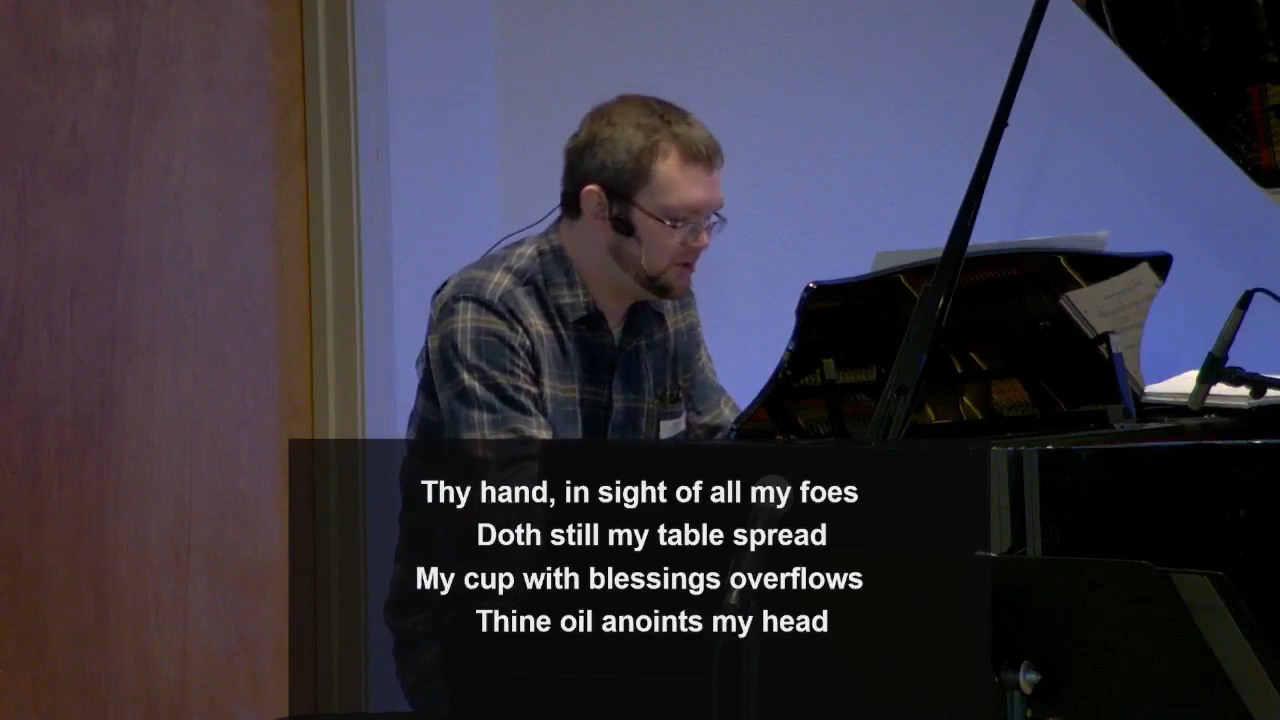 Thy hand, in sight of all my foes
Doth still my table spread
My cup with blessings overflows
Thine oil anoints my head